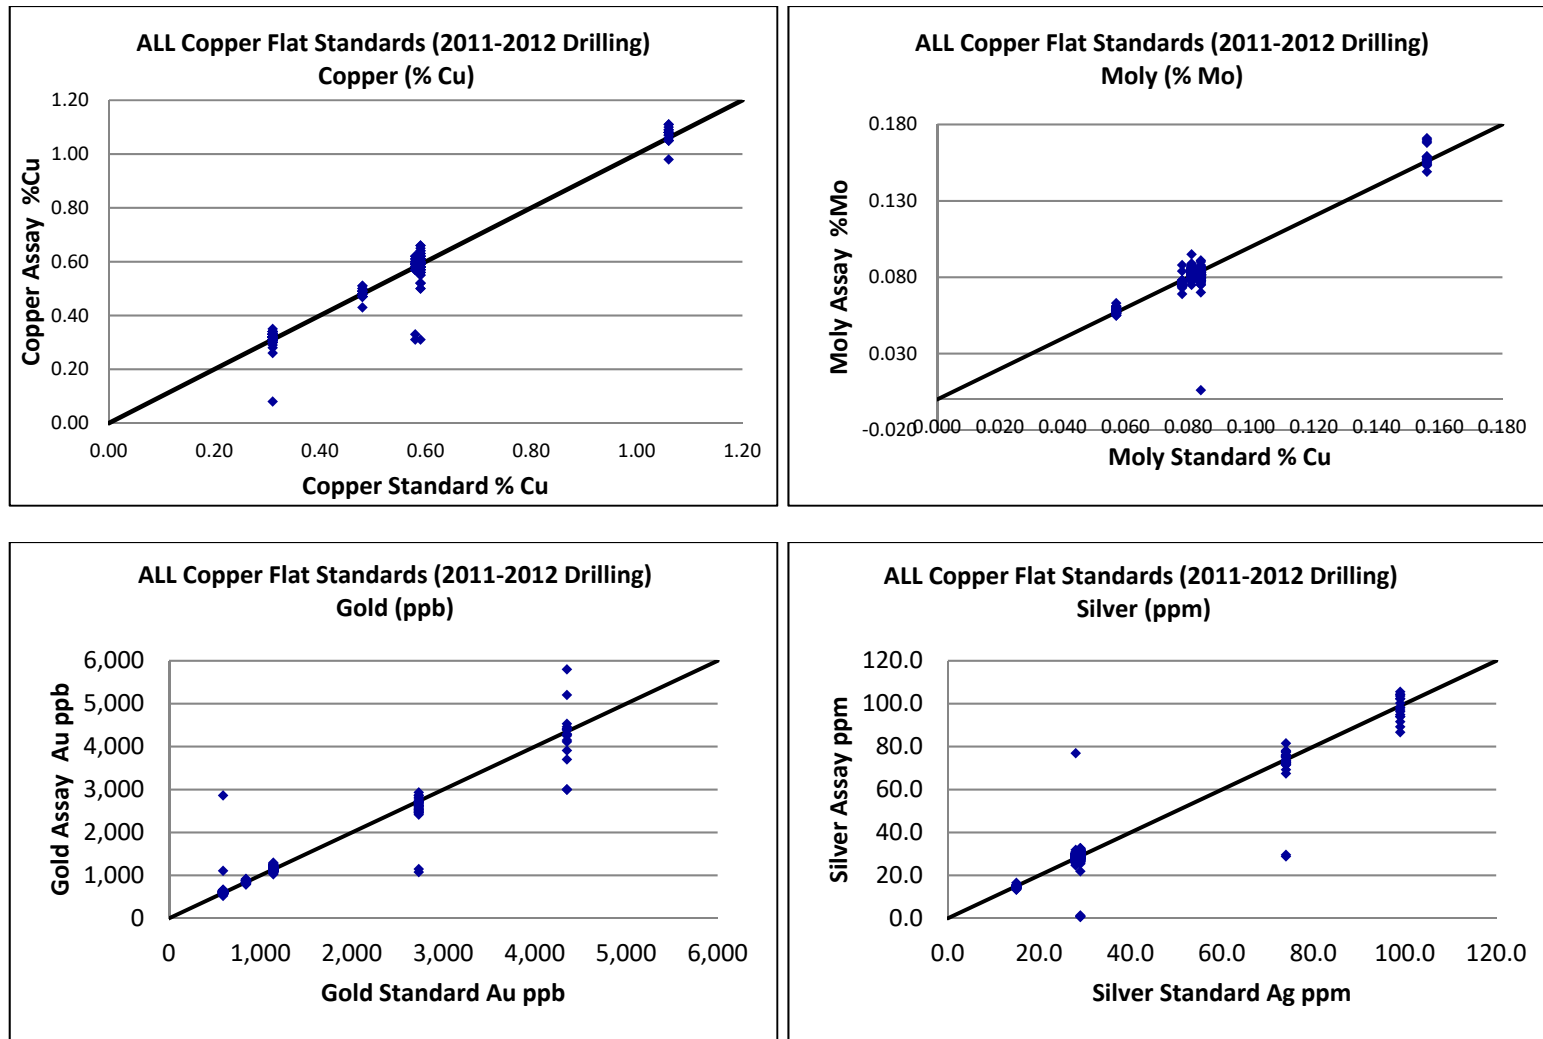 ALL Copper Flat Standards (2011-2012 Drilling)
Copper (% Cu)
Copper Assay %Cu
1.20
1.00
0.80
0.60
0.40
0.20
0.00
0.00 0.20 0.40 0.60 0.80 1.00 1.20
Copper Standard % Cu
ALL Copper Flat Standards (2011-2012 Drilling)
Moly (% Mo)
Moly Assay %Mo
0.180
0.130
0.080
0.030
-0.020
0.000 0.020 0.040 0.060 0.080 0.100 0.120 0.140 0.160 0.180
Moly Standard % Cu
ALL Copper Flat Standards (2011-2012 Drilling)
Gold (ppb)
Gold Assay Au ppb
6,000
5,000
4,000
3,000
2,000
1,000
0
0 1,000 2,000 3,000 4,000 5,000 6,000
Gold Standard Au ppb
ALL Copper Flat Standards (2011-2012 Drilling)
Silver (ppm)
Silver Assay ppm
120.0
100.0
80.0
60.0
40.0
20.0
0.0
0.0 20.0 40.0 60.0 80.0 100.0 120.0
Silver Standard Ag ppm